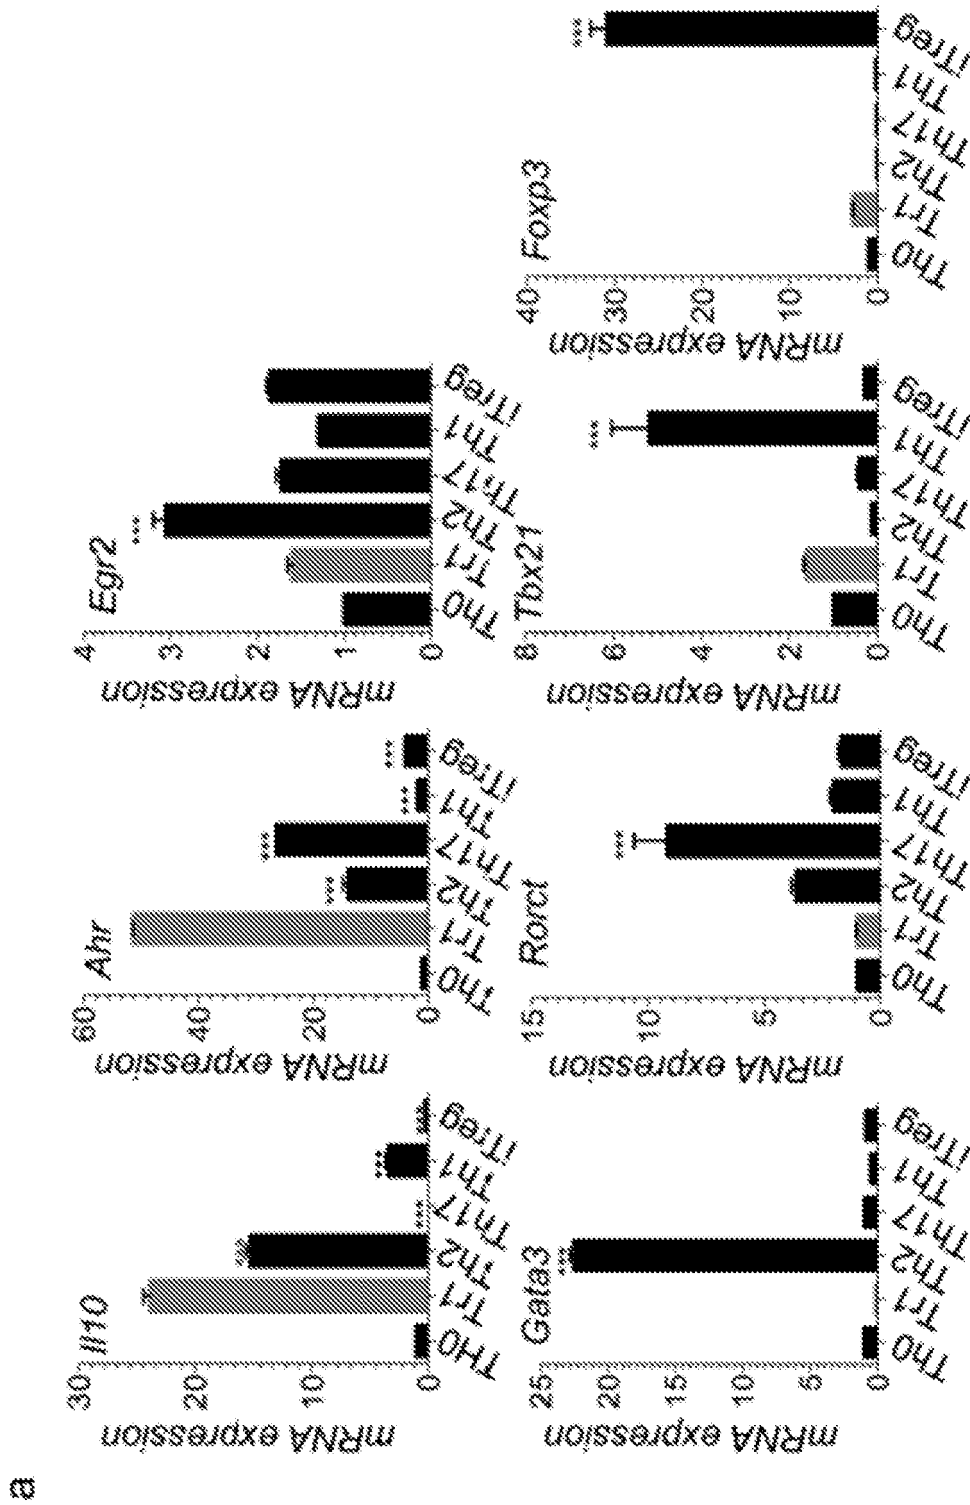 a
Il10
mRNA expression
30
20
10
0
TH0 Tr1 Th2 Th17 Th1 iTreg
***
***
***
***
Ahr
mRNA expression
60
40
20
0
Th0 Tr1 Th2 Th17 Th1 iTreg
***
***
***
***
Egr2
mRNA expression
4
3
2
1
0
Th0 Tr1 Th2 Th17 Th1 iTreg
***
Gata3
mRNA expression
25
20
15
10
5
0
Th0 Tr1 Th2 Th17 Th1 iTreg
***
Rorct
mRNA expression
15
10
5
0
Th0 Tr1 Th2 Th17 Th1 iTreg
***
Tbx21
mRNA expression
8
6
4
2
0
Th0 Tr1 Th2 Th17 Th1 iTreg
***
Foxp3
mRNA expression
40
30
20
10
0
Th0 Tr1 Th2 Th17 Th1 iTreg
***